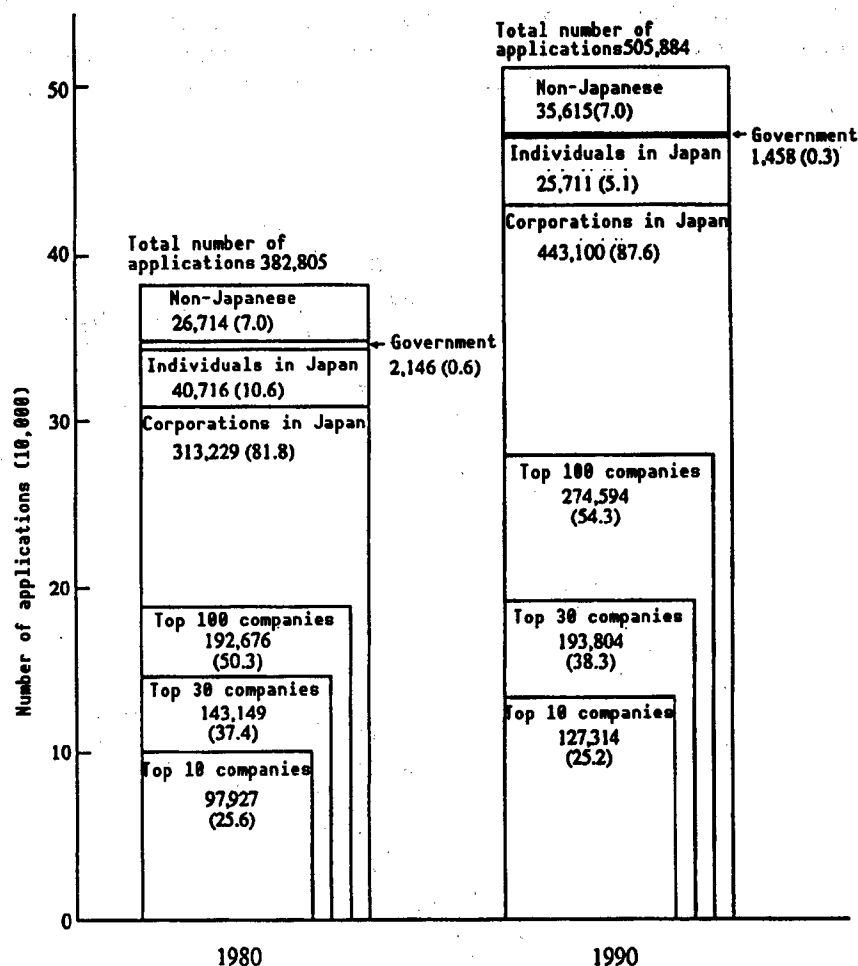 Total number of
applications 505,884
Non-Japanese
35,615(7.0)
Government
1,458 (0.3)
Individuals in Japan
25,711 (5.1)
Corporations in Japan
443,100 (87.6)
Top 100 companies
274,594
(54.3)
Top 30 companies
193,804
(38.3)
Top 10 companies
127,314
(25.2)
Total number of
applications 382,805
Non-Japanese
26,714 (7.0)
Government
2,146 (0.6)
Individuals in Japan
40,716 (10.6)
Corporations in Japan
313,229 (81.8)
Top 100 companies
192,676
(50.3)
Top 30 companies
143,149
(37.4)
Top 10 companies
97,927
(25.6)
Number of applications (10,000)
50
40
30
20
10
0
1980
1990